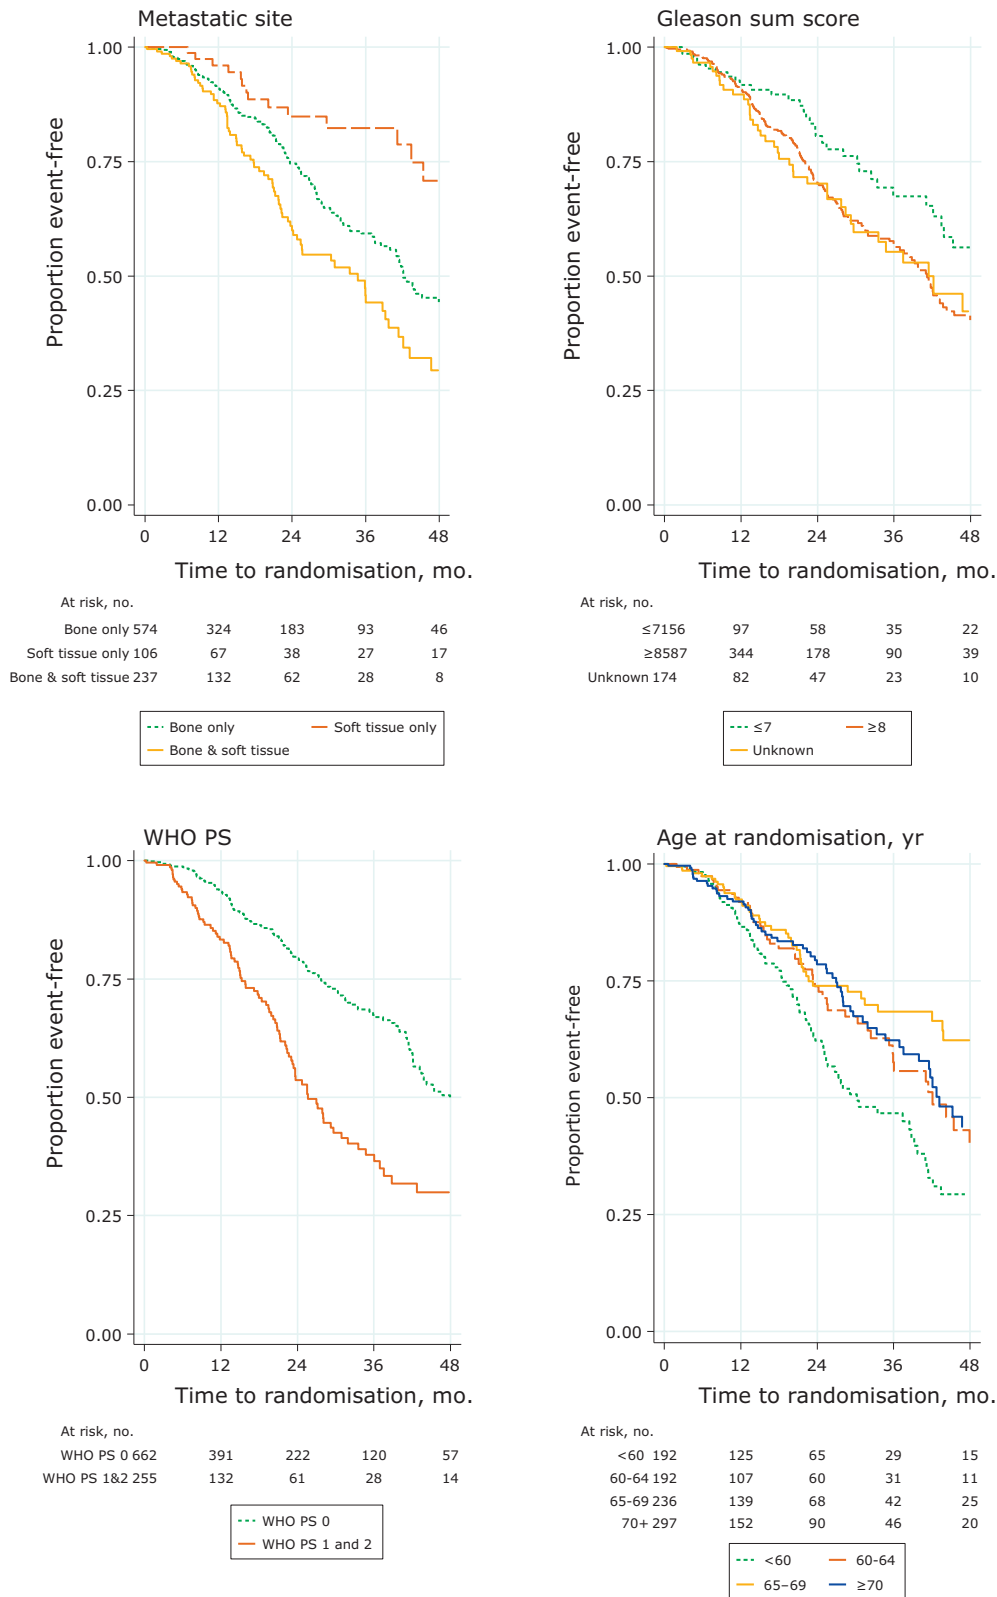 Metastatic site
Proportion event-free
1.00
0.75
0.50
0.25
0.00
0 12 24 36 48
Time to randomisation, mo.
At risk, no.
Bone only 574 324 183 93 46
Soft tissue only 106 67 38 27 17
Bone & soft tissue 237 132 62 28 8
Bone only Soft tissue only
Bone & soft tissue
Gleason sum score
Proportion event-free
1.00
0.75
0.50
0.25
0.00
0 12 24 36 48
Time to randomisation, mo.
At risk, no.
≤7156 97 58 35 22
≥8587 344 178 90 39
Unknown 174 82 47 23 10
≤7 ≥8
Unknown
WHO PS
Proportion event-free
1.00
0.75
0.50
0.25
0.00
0 12 24 36 48
Time to randomisation, mo.
At risk, no.
WHO PS 0 662 391 222 120 57
WHO PS 1&2 255 132 61 28 14
WHO PS 0
WHO PS 1 and 2
Age at randomisation, yr
Proportion event-free
1.00
0.75
0.50
0.25
0.00
0 12 24 36 48
Time to randomisation, mo.
At risk, no.
<60 192 125 65 29 15
60-64 192 107 60 31 11
65-69 236 139 68 42 25
70+ 297 152 90 46 20
<60 60-64
65–69 ≥70